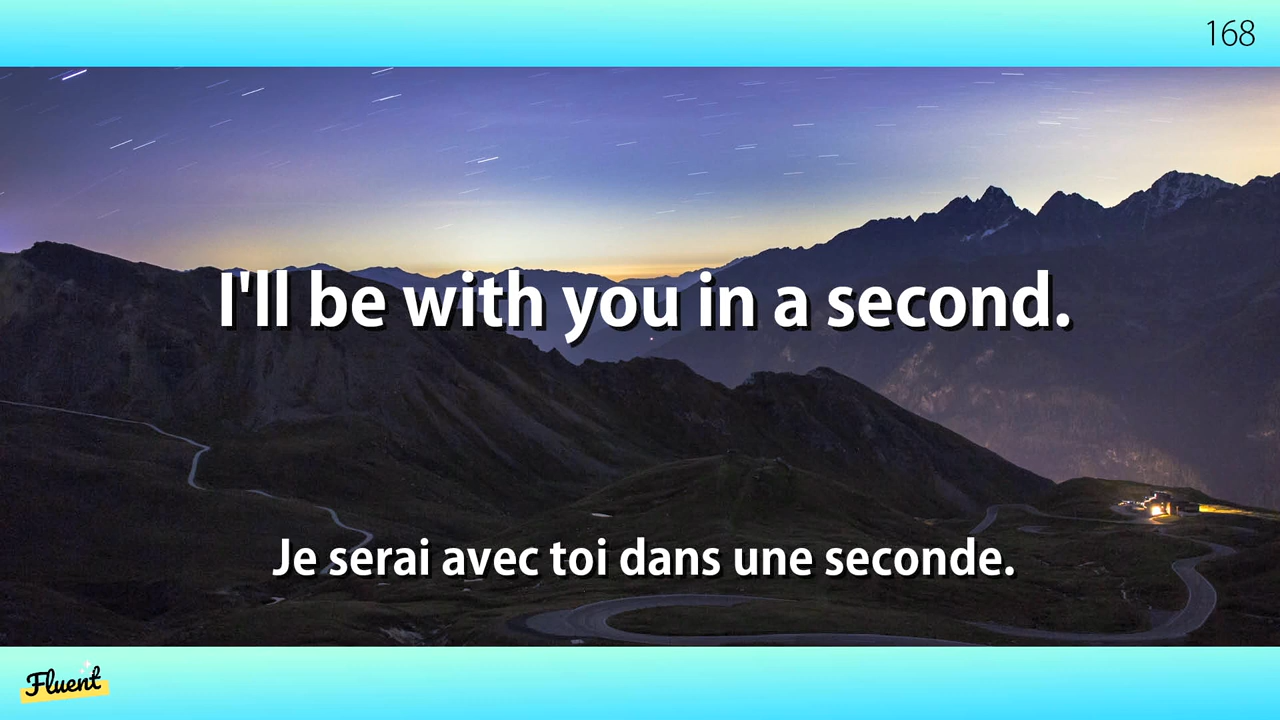 168
I'll be with you in a second.
Je serai avec toi dans une seconde.
Fluent